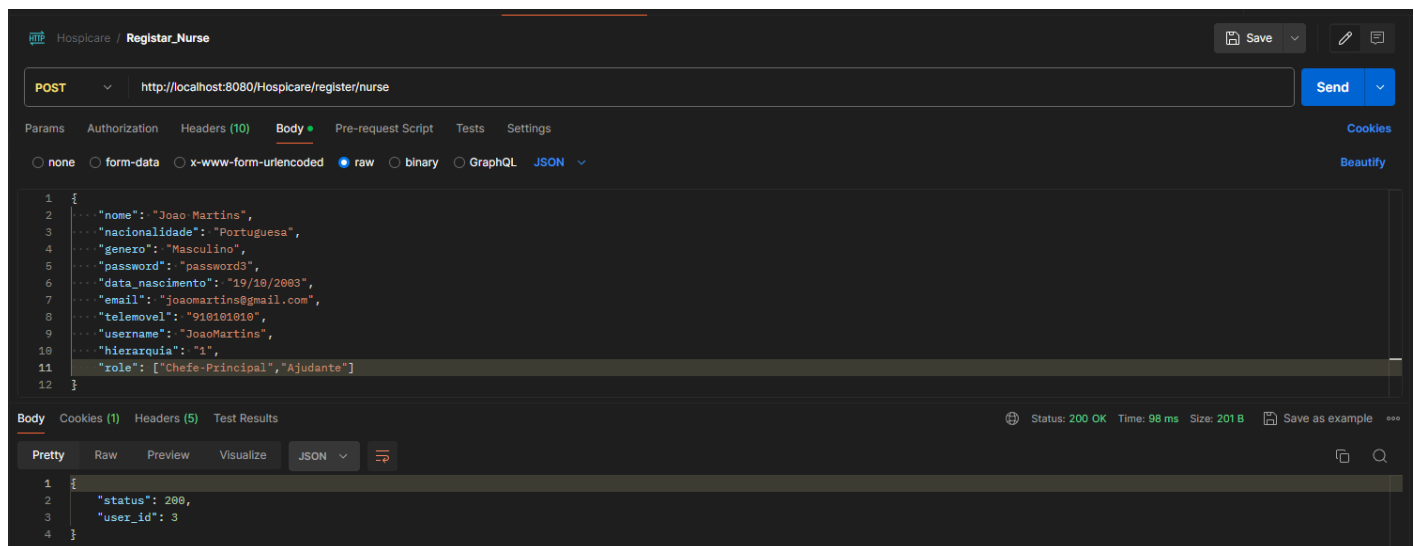 HTTP Hospicare / Registar_Nurse Save
POST http://localhost:8080/Hospicare/register/nurse Send
Params Authorization Headers (10) Body Pre-request Script Tests Settings Cookies
none form-data x-www-form-urlencoded raw binary GraphQL JSON Beautify
1 {
2 "nome": "Joao Martins",
3 "nacionalidade": "Portuguesa",
4 "genero": "Masculino",
5 "password": "password3",
6 "data_nascimento": "19/10/2003",
7 "email": "joaomartins@gmail.com",
8 "telemovel": "910101010",
9 "username": "JoaoMartins",
10 "hierarquia": "1",
11 "role": ["Chefe-Principal","Ajudante"]
12 }
Body Cookies (1) Headers (5) Test Results Status: 200 OK Time: 98 ms Size: 201 B Save as example
Pretty Raw Preview Visualize JSON
1 {
2 "status": 200,
3 "user_id": 3
4 }